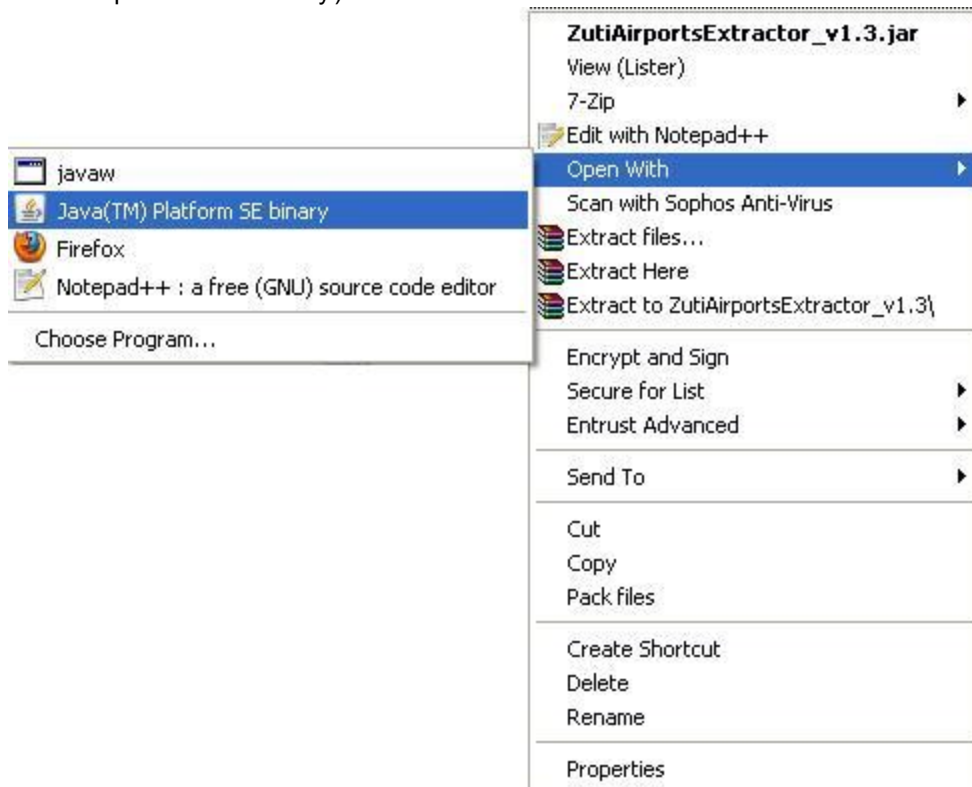 ZutiAirportsExtractor_v1.3.jar
View (Lister)
7-Zip
Edit with Notepad++
Open With
Scan with Sophos Anti-Virus
Extract files...
Extract Here
Extract to ZutiAirportsExtractor_v1.3\
Encrypt and Sign
Secure for List
Entrust Advanced
Send To
Cut
Copy
Pack files
Create Shortcut
Delete
Rename
Properties
javaw
Java(TM) Platform SE binary
Firefox
Notepad++ : a free (GNU) source code editor
Choose Program...